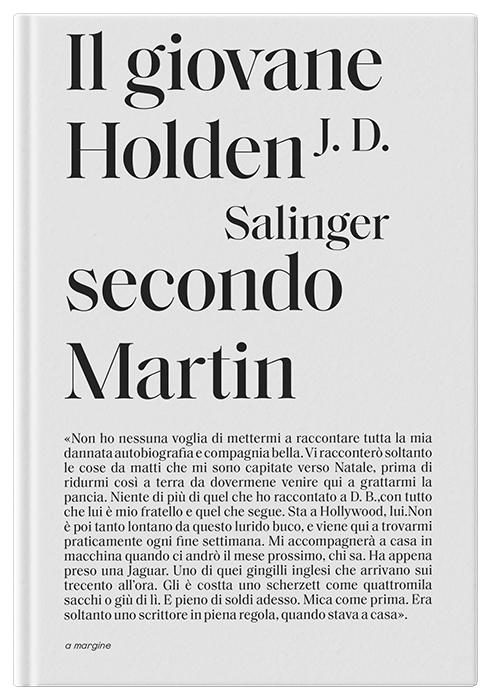 Il giovane
Holden J. D.
Salinger
secondo
Martin
«Non ho nessuna voglia di mettermi a raccontare tutta la mia
dannata autobiografia e compagnia bella. Vi racconterò soltanto
le cose da matti che mi sono capitate verso Natale, prima di
ridurmi così a terra da dovermene venire qui a grattarmi la
pancia. Niente di più di quel che ho raccontato a D. B.,con tutto
che lui è mio fratello e quel che segue. Sta a Hollywood, lui.Non
è poi tanto lontano da questo lurido buco, e viene qui a trovarmi
praticamente ogni fine settimana. Mi accompagnerà a casa in
macchina quando ci andrò il mese prossimo, chi sa. Ha appena
preso una Jaguar. Uno di quei gingilli inglesi che arrivano sui
trecento all'ora. Gli è costta uno scherzett come quattromila
sacchi o giù di lì. E pieno di soldi adesso. Mica come prima. Era
soltanto uno scrittore in piena regola, quando stava a casa».
a margine